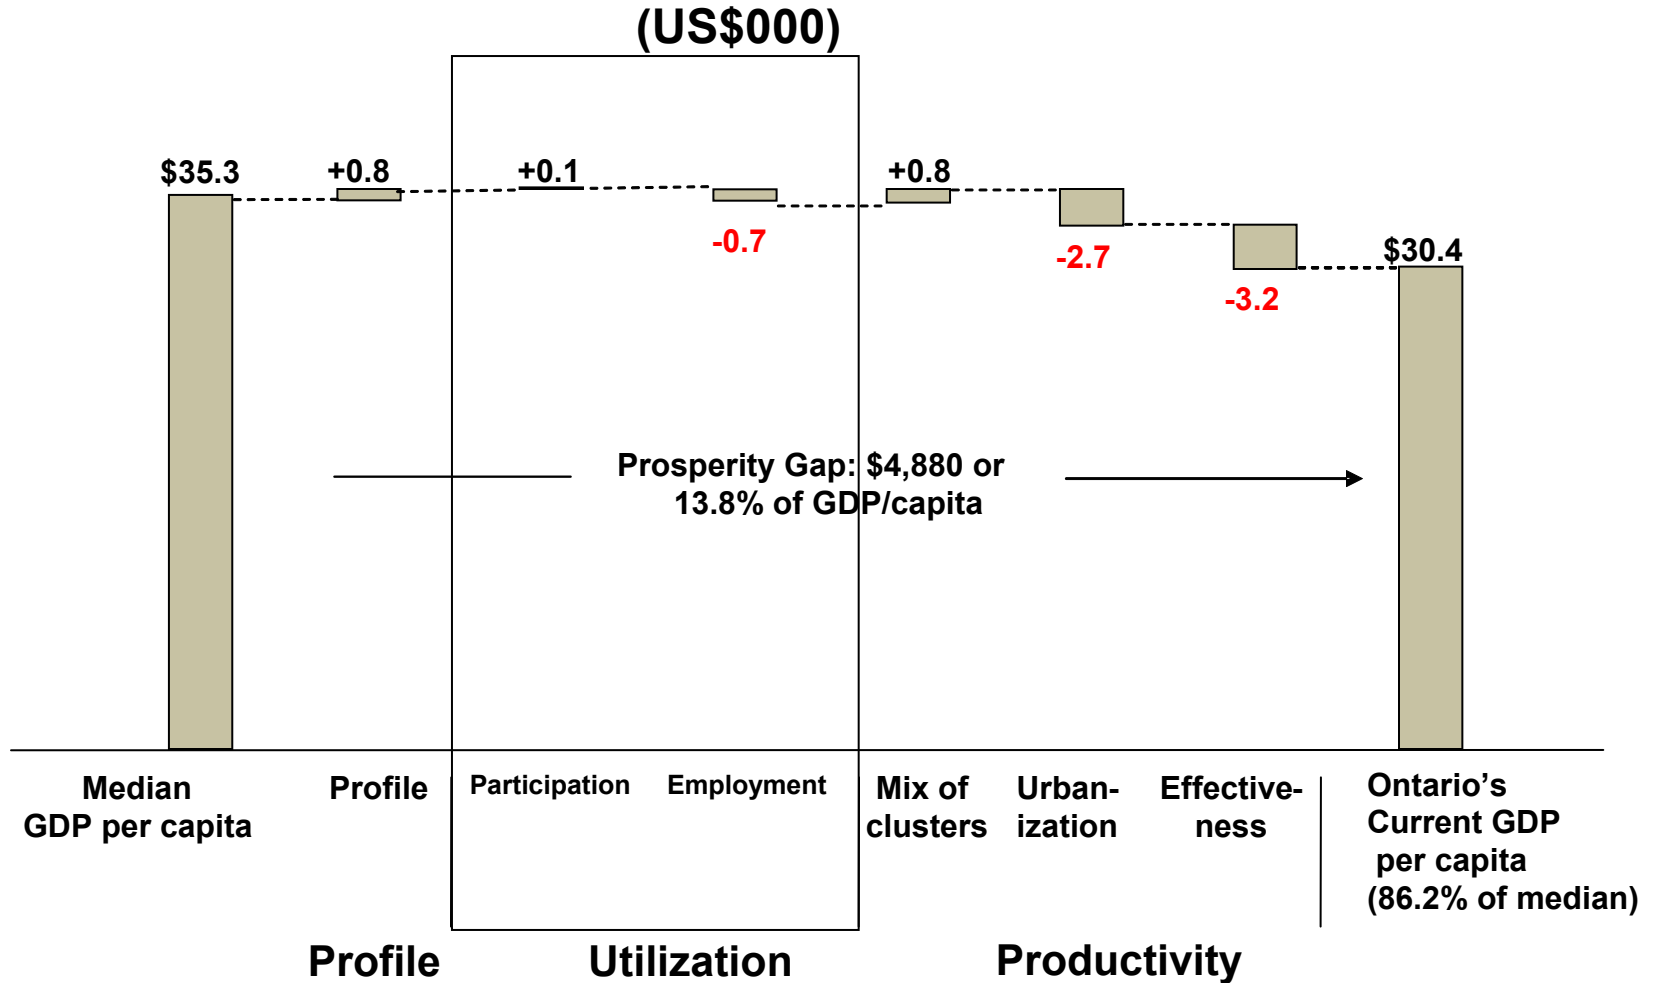 (US$000)
$35.3
+0.8
+0.1
-0.7
+0.8
-2.7
-3.2
$30.4
Prosperity Gap: $4,880 or
13.8% of GDP/capita
Median
GDP per capita
Profile
Participation
Employment
Mix of
clusters
Urban-
ization
Effective-
ness
Ontario’s
Current GDP
per capita
(86.2% of median)
Profile
Utilization
Productivity